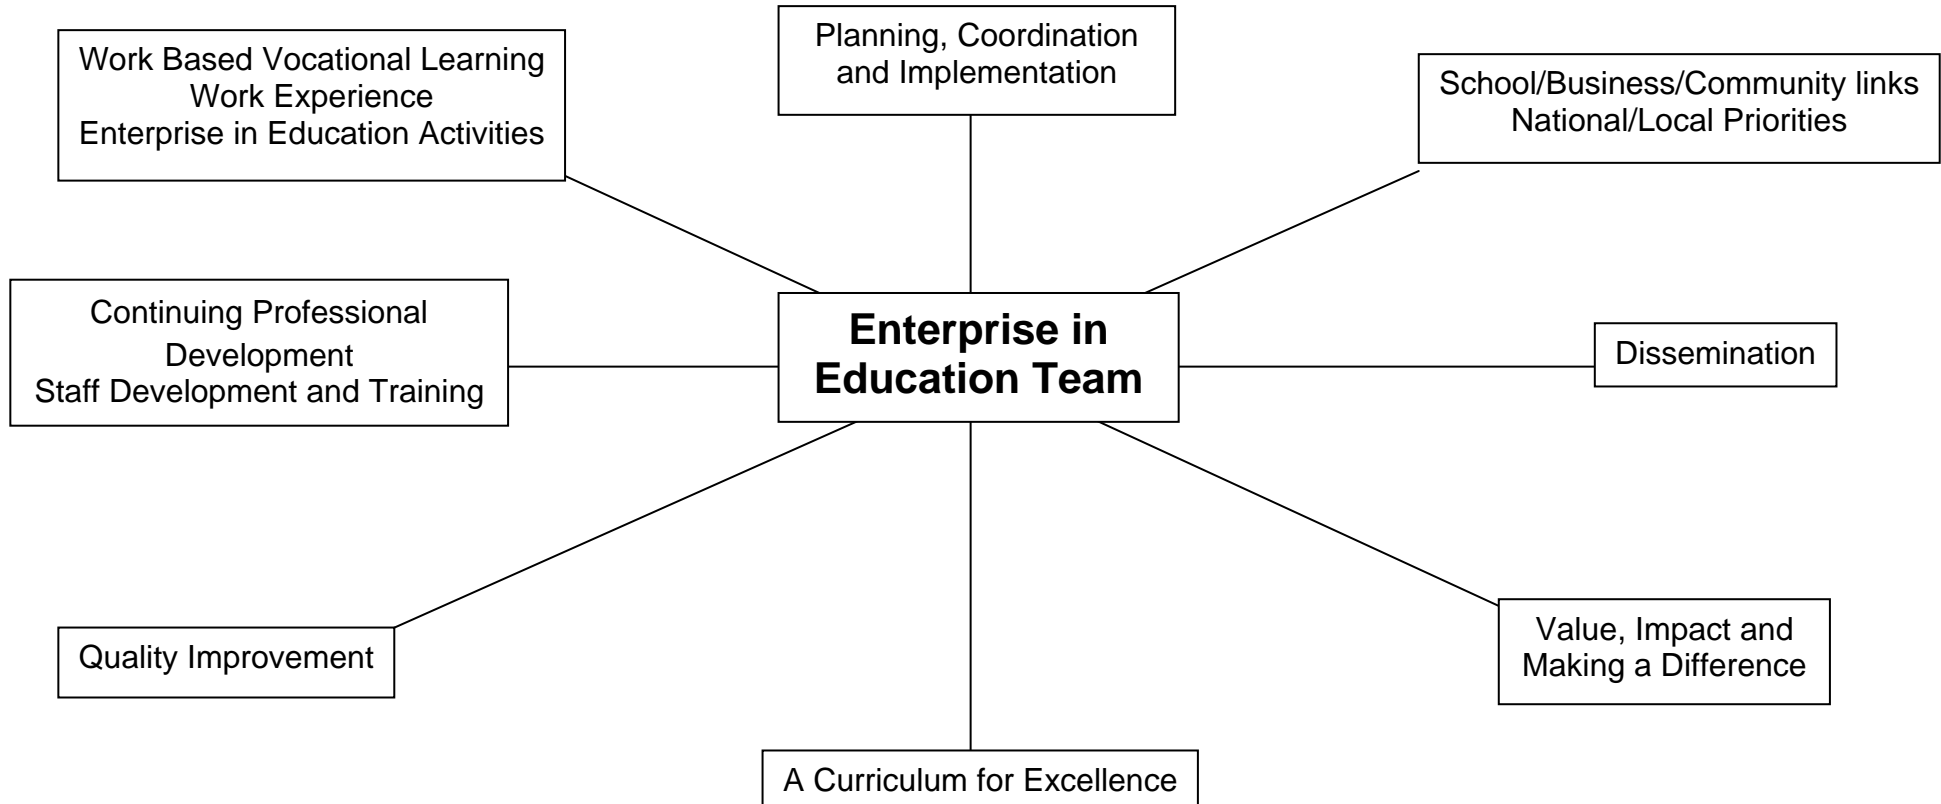 Planning, Coordination
and Implementation
Work Based Vocational Learning
Work Experience
Enterprise in Education Activities
School/Business/Community links
National/Local Priorities
Continuing Professional
Development
Staff Development and Training
Enterprise in
Education Team
Dissemination
Quality Improvement
Value, Impact and
Making a Difference
A Curriculum for Excellence